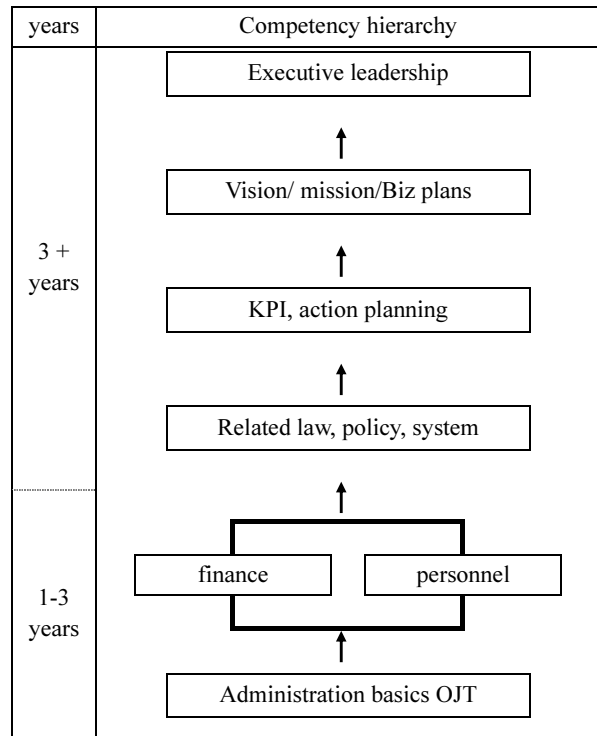 years
Competency hierarchy
Executive leadership
Vision/ mission/Biz plans
3 +
years
KPI, action planning
Related law, policy, system
finance
personnel
1-3
years
Administration basics OJT